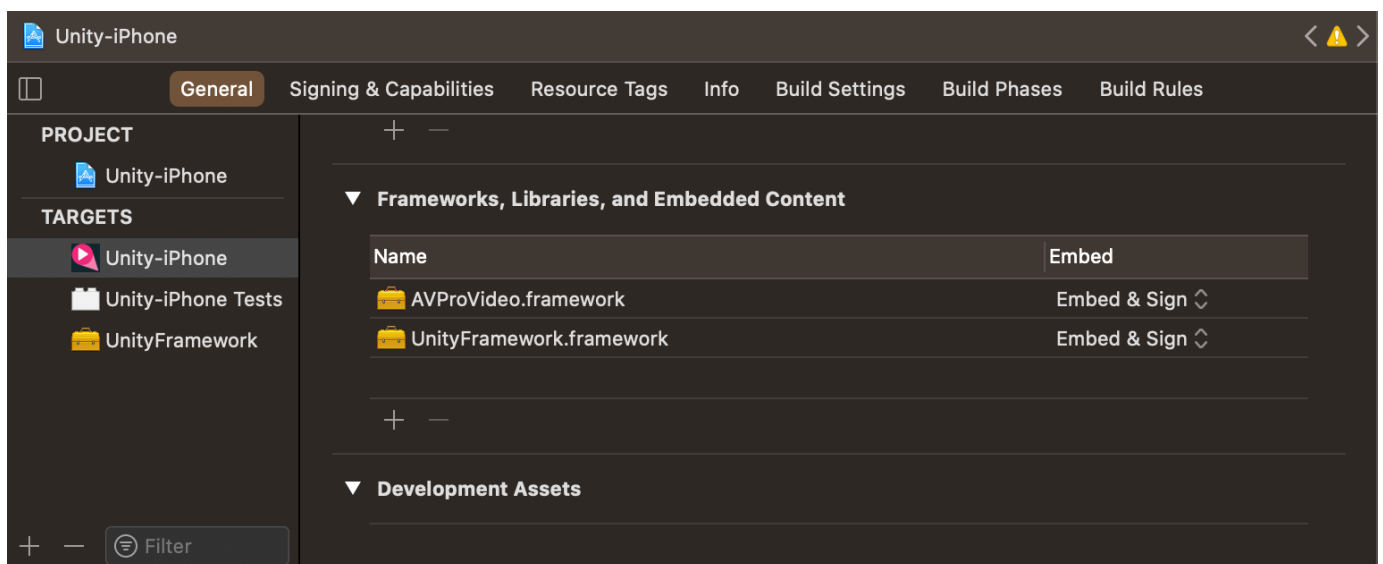 Unity-iPhone
General Signing & Capabilities Resource Tags Info Build Settings Build Phases Build Rules
PROJECT
Unity-iPhone
TARGETS
Unity-iPhone
Unity-iPhone Tests
UnityFramework
Filter
Frameworks, Libraries, and Embedded Content
Name Embed
AVProVideo.framework Embed & Sign
UnityFramework.framework Embed & Sign
Development Assets